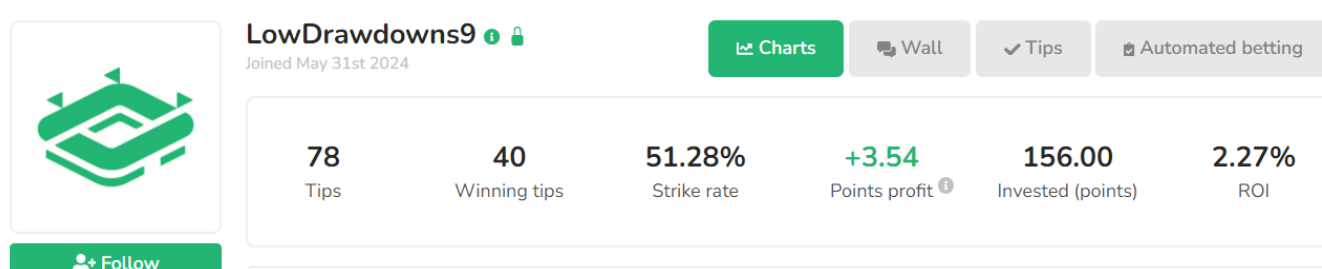 LowDrawdowns9
Joined May 31st 2024
Charts
Wall
Tips
Automated betting
78
Tips
40
Winning tips
51.28%
Strike rate
+3.54
Points profit
156.00
Invested (points)
2.27%
ROI
Follow